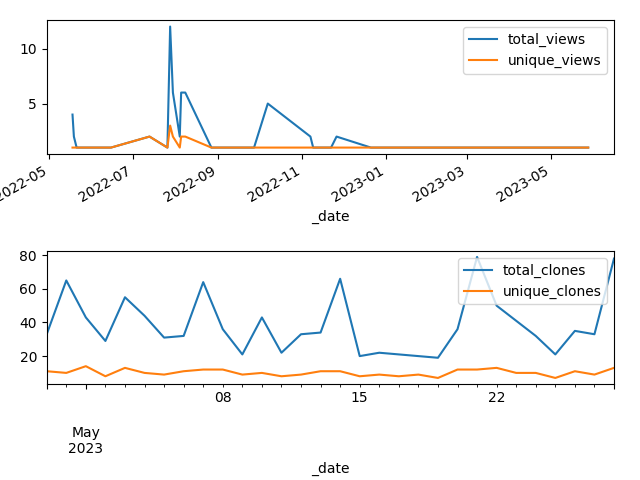 10
5
total_views
unique_views
2022-05
2022-07
2022-09
2022-11
2023-01
2023-03
2023-05
_date
80
60
40
20
total_clones
unique_clones
08
15
22
May
2023
_date